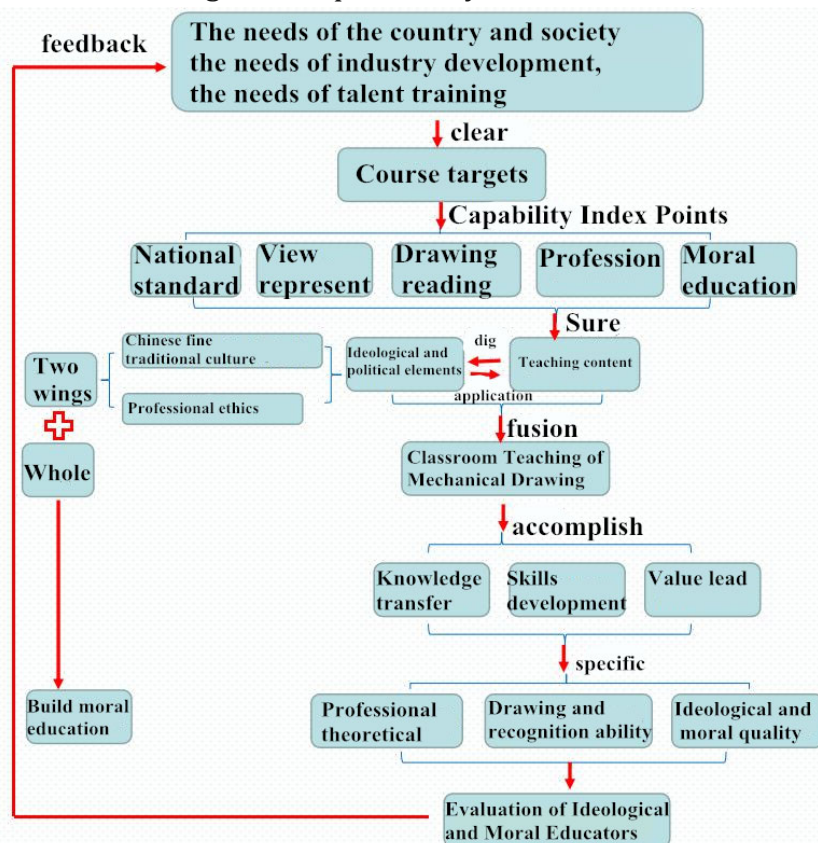 feedback
The needs of the country and society
the needs of industry development,
the needs of talent training
clear
Course targets
Capability Index Points
National
standard
View
represent
Drawing
reading
Profession
Moral
education
Sure
Chinese fine
traditional culture
Two
wings
Professional ethics
Ideological and
political elements
dig
Teaching content
application
Whole
fusion
Classroom Teaching of
Mechanical Drawing
accomplish
Knowledge
transfer
Skills
development
Value lead
specific
Build moral
education
Professional
theoretical
Drawing and
recognition ability
Ideological and
moral quality
Evaluation of Ideological
and Moral Educators